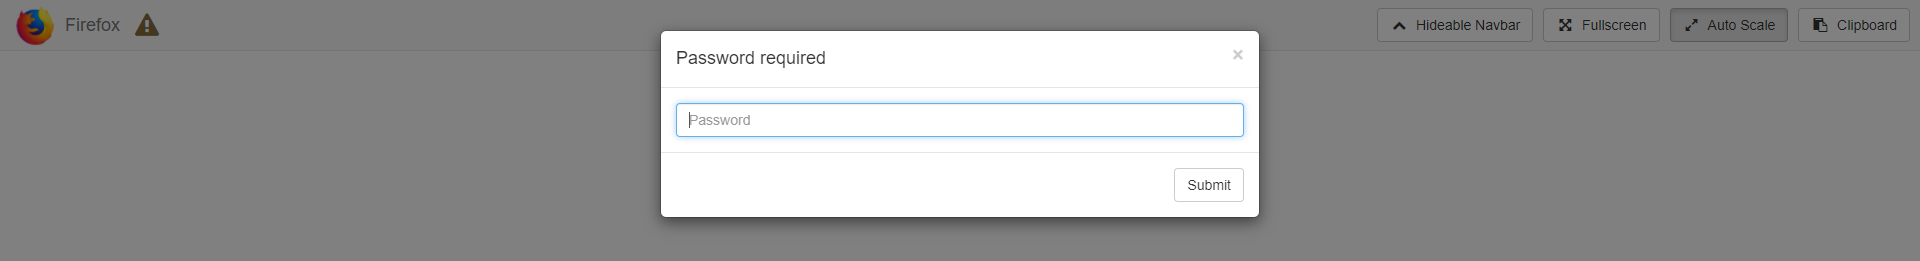 Firefox
Hideable Navbar
Fullscreen
Auto Scale
Clipboard
Password required
×
Password
Submit